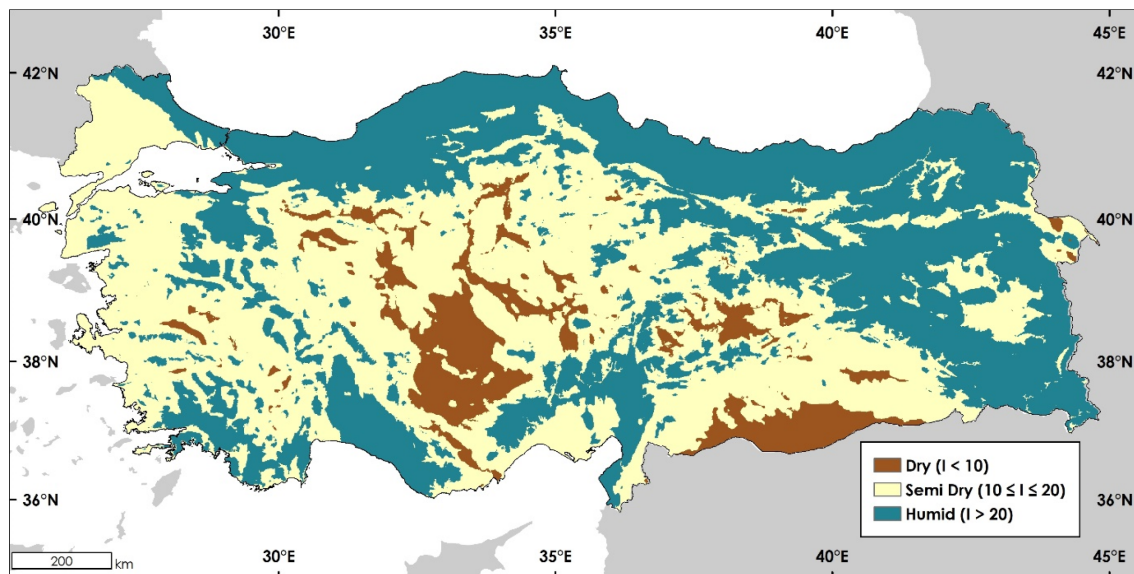 30°E 35°E 40°E 45°E
42°N 42°N
40°N 40°N
38°N 38°N
Dry (I < 10)
Semi Dry (10 ≤ I ≤ 20)
36°N 36°N
Humid (I > 20)
30°E 35°E 40°E 45°E
200 km